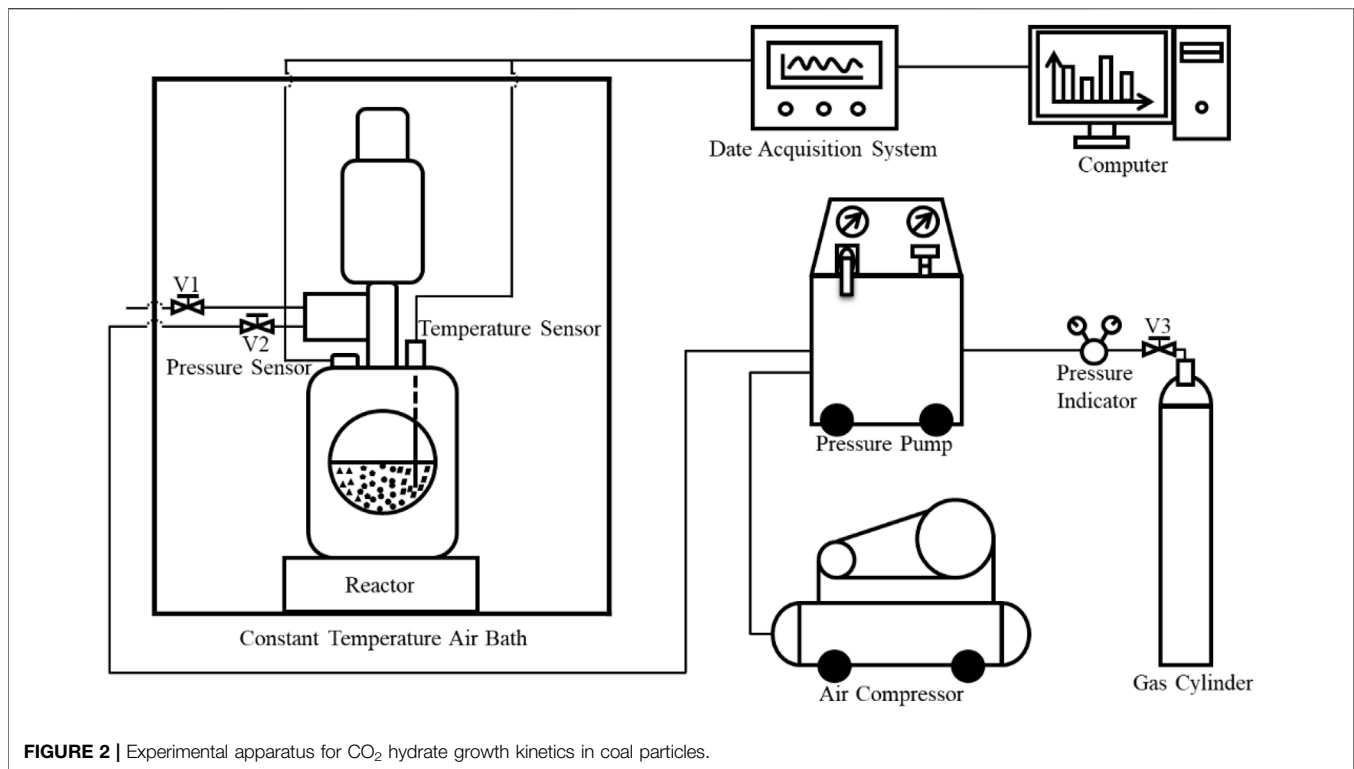 Date Acquisition System
Computer
V1
V2
Temperature Sensor
Pressure Sensor
V3
Pressure
Indicator
Pressure Pump
Reactor
Constant Temperature Air Bath
Air Compressor
Gas Cylinder
FIGURE 2 | Experimental apparatus for CO₂ hydrate growth kinetics in coal particles.